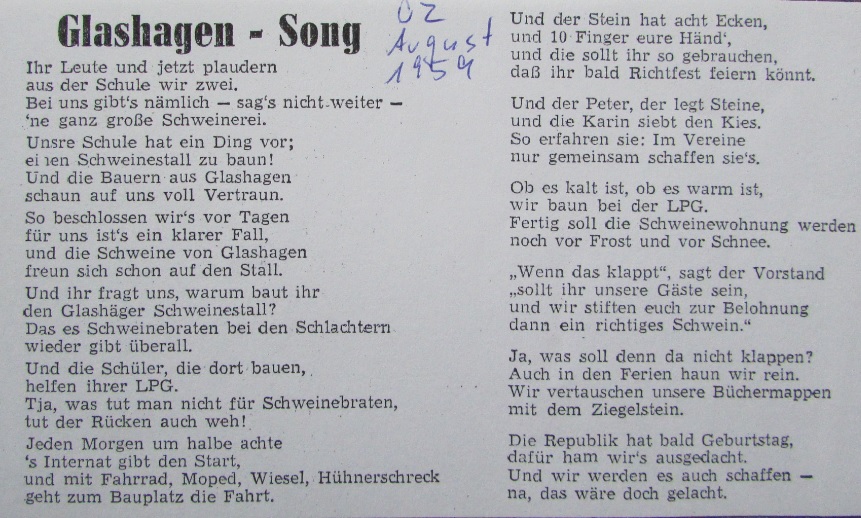 Glashagen - Song
OZ
August
1959
Ihr Leute und jetzt plaudern
aus der Schule wir zwei.
Bei uns gibt's nämlich — sag's nicht weiter —
'ne ganz große Schweinerei.
Unsre Schule hat ein Ding vor;
einen Schweinestall zu baun!
Und die Bauern aus Glashagen
schaun auf uns voll Vertraun.
So beschlossen wir's vor Tagen
für uns ist's ein klarer Fall,
und die Schweine von Glashagen
freun sich schon auf den Stall.
Und ihr fragt uns, warum baut ihr
den Glashäger Schweinestall?
Das es Schweinebraten bei den Schlachtern
wieder gibt überall.
Und die Schüler, die dort bauen,
helfen ihrer LPG.
Tja, was tut man nicht für Schweinebraten,
tut der Rücken auch weh!
Jeden Morgen um halbe achte
's Internat gibt den Start,
und mit Fahrrad, Moped, Wiesel, Hühnerschreck
geht zum Bauplatz die Fahrt.
Und der Stein hat acht Ecken,
und 10 Finger eure Händ',
und die sollt ihr so gebrauchen,
daß ihr bald Richtfest feiern könnt.
Und der Peter, der legt Steine,
und die Karin siebt den Kies.
So erfahren sie: Im Vereine
nur gemeinsam schaffen sie's.
Ob es kalt ist, ob es warm ist,
wir baun bei der LPG.
Fertig soll die Schweinewohnung werden
noch vor Frost und vor Schnee.
„Wenn das klappt“, sagt der Vorstand
„sollt ihr unsere Gäste sein,
und wir stiften euch zur Belohnung
dann ein richtiges Schwein.“
Ja, was soll denn da nicht klappen?
Auch in den Ferien haun wir rein.
Wir vertauschen unsere Büchermappen
mit dem Ziegelstein.
Die Republik hat bald Geburtstag,
dafür ham wir's ausgedacht.
Und wir werden es auch schaffen —
na, das wäre doch gelacht.